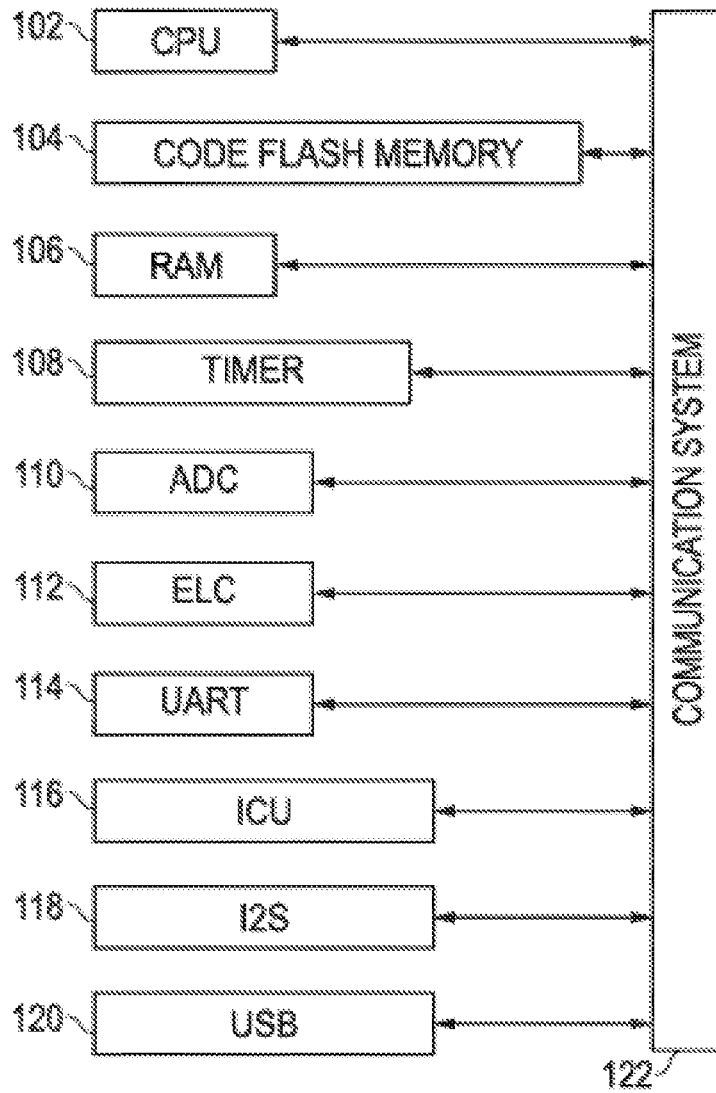 102 CPU
104 CODE FLASH MEMORY
106 RAM
108 TIMER
110 ADC
112 ELC
114 UART
116 ICU
118 I2S
120 USB
COMMUNICATION SYSTEM
122